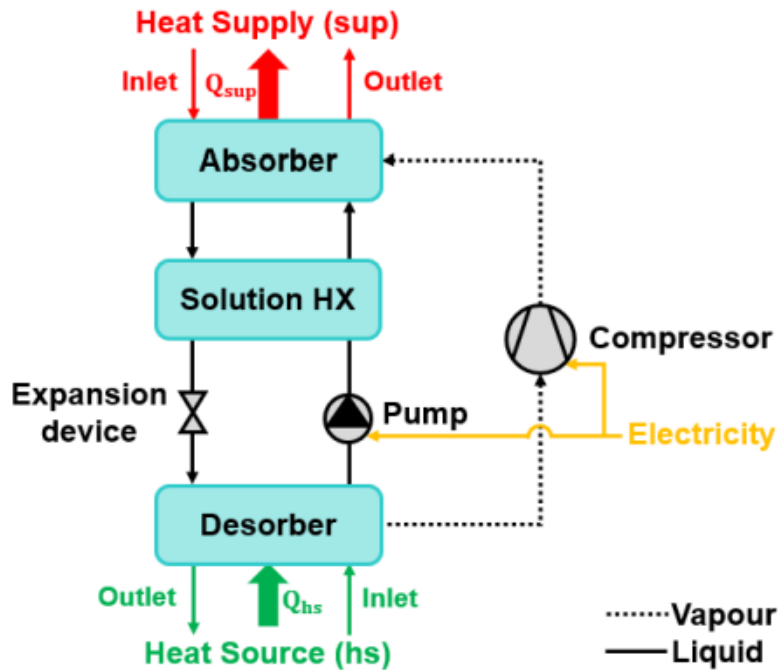 Heat Supply (sup)
Inlet
Q_sup
Outlet
Absorber
Solution HX
Compressor
Expansion
device
Pump
Electricity
Desorber
Outlet
Q_hs
Inlet
Heat Source (hs)
Vapour
Liquid